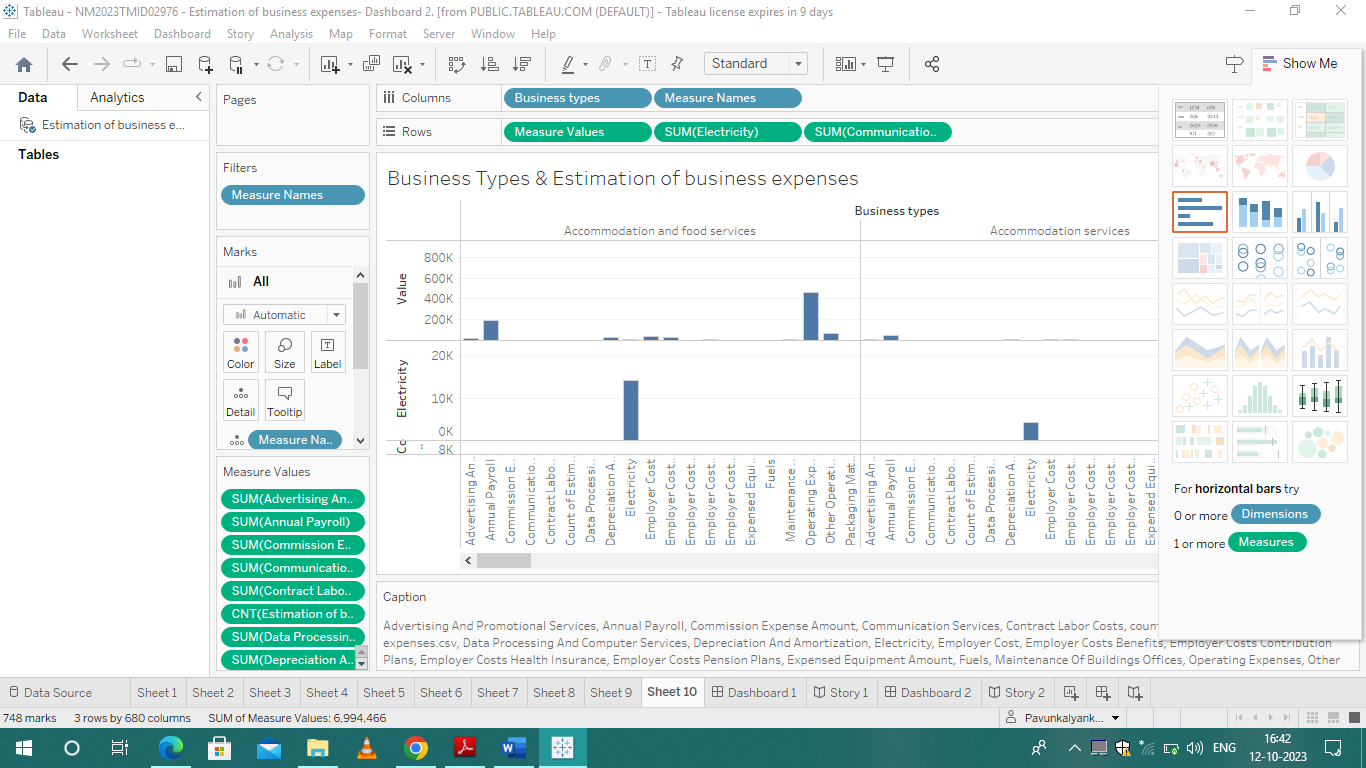 Tableau - NM2023TMID02976 - Estimation of business expenses- Dashboard 2. [from PUBLIC.TABLEAU.COM (DEFAULT)] - Tableau license expires in 9 days
File Data Worksheet Dashboard Story Analysis Map Format Server Window Help
Standard
Show Me
Data Analytics
Estimation of business e...
Tables
Pages
Filters
Measure Names
Marks
All
Automatic
Color Size Label
Detail Tooltip
Measure Na..
Measure Values
SUM(Advertising An..
SUM(Annual Payroll)
SUM(Commission E..
SUM(Communicatio..
SUM(Contract Labo..
CNT(Estimation of b..
SUM(Data Processin..
SUM(Depreciation A..
Columns Business types Measure Names
Rows Measure Values SUM(Electricity) SUM(Communicatio..
Business Types & Estimation of business expenses
Business types
Accommodation and food services Accommodation services
Value
800K
600K
400K
200K
Electricity
20K
10K
0K
Co
8K
Advertising An..
Annual Payroll
Commission E..
Communicatio..
Contract Labo..
Count of Estim..
Data Processi..
Depreciation A..
Electricity
Employer Cost
Employer Cost..
Employer Cost..
Employer Cost..
Employer Cost..
Expensed Equi..
Fuels
Maintenance ..
Operating Exp..
Other Operati..
Packaging Mat..
Advertising An..
Annual Payroll
Commission E..
Communicatio..
Contract Labo..
Count of Estim..
Data Processi..
Depreciation A..
Electricity
Employer Cost
Employer Cost..
Employer Cost..
Employer Cost..
Employer Cost..
Expensed Equi..
For horizontal bars try
0 or more Dimensions
1 or more Measures
Caption
Advertising And Promotional Services, Annual Payroll, Commission Expense Amount, Communication Services, Contract Labor Costs, coun
expenses.csv, Data Processing And Computer Services, Depreciation And Amortization, Electricity, Employer Cost, Employer Costs Benefits, Employer Costs Contribution
Plans, Employer Costs Health Insurance, Employer Costs Pension Plans, Expensed Equipment Amount, Fuels, Maintenance Of Buildings Offices, Operating Expenses, Other
Data Source Sheet 1 Sheet 2 Sheet 3 Sheet 4 Sheet 5 Sheet 6 Sheet 7 Sheet 8 Sheet 9 Sheet 10 Dashboard 1 Story 1 Dashboard 2 Story 2
748 marks 3 rows by 680 columns SUM of Measure Values: 6,994,466 Pavunkalyank...
ENG
16:42
12-10-2023